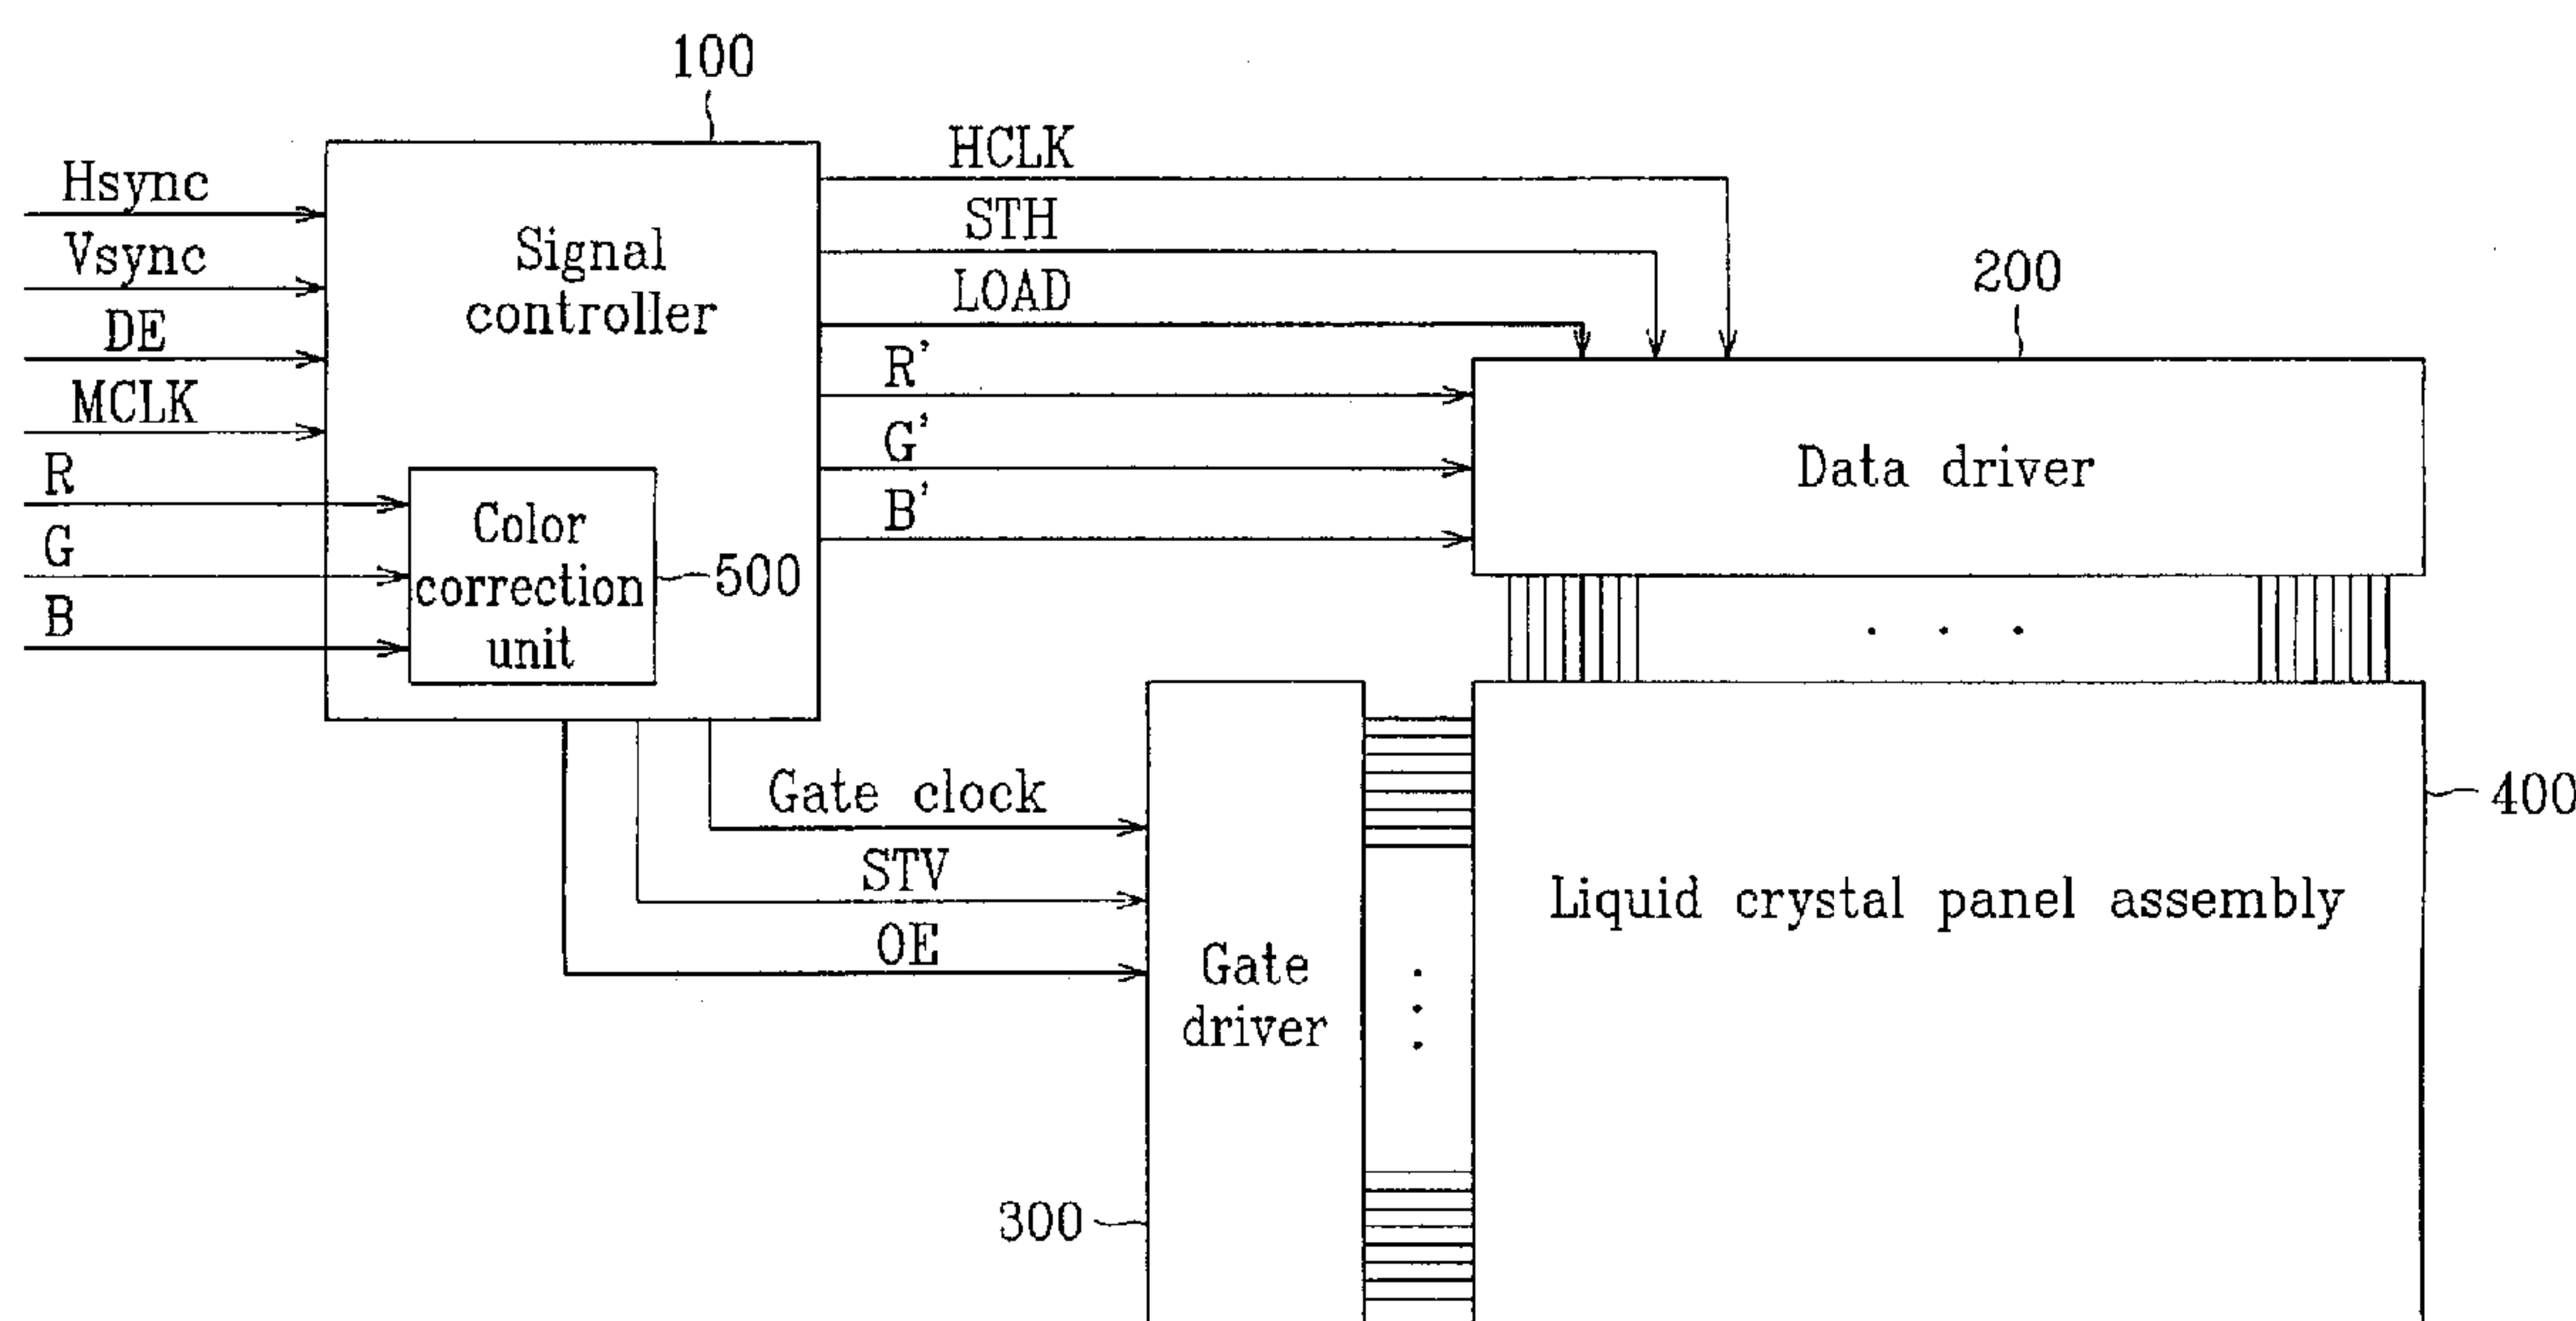 100
HCLK
Hsync
STH
Vsync
Signal
controller
200
LOAD
DE
R'
MCLK
G'
Data driver
R
B'
Color
correction
unit
G
500
B
Gate clock
400
STV
Liquid crystal panel assembly
OE
Gate
driver
300